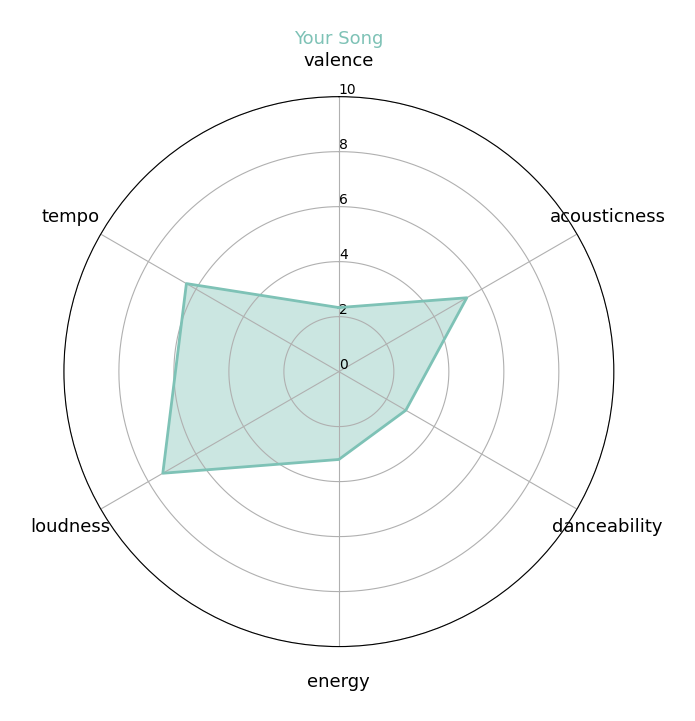 Your Song
valence
10
8
6
4
2
0
tempo
acousticness
loudness
danceability
energy